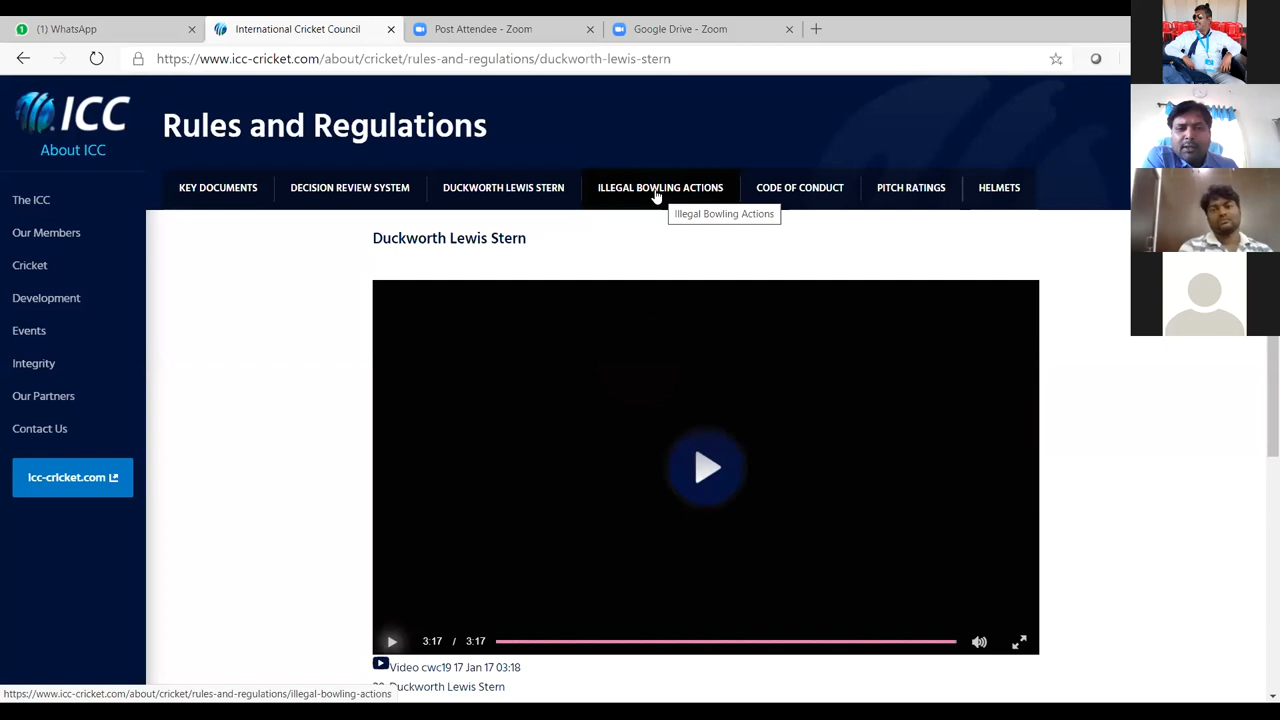 1
(1) WhatsApp
International Cricket Council
Post Attendee - Zoom
Google Drive - Zoom
https://www.icc-cricket.com/about/cricket/rules-and-regulations/duckworth-lewis-stern
ICC
About ICC
Rules and Regulations
KEY DOCUMENTS
DECISION REVIEW SYSTEM
DUCKWORTH LEWIS STERN
ILLEGAL BOWLING ACTIONS
CODE OF CONDUCT
PITCH RATINGS
HELMETS
Illegal Bowling Actions
The ICC
Our Members
Cricket
Development
Events
Integrity
Our Partners
Contact Us
icc-cricket.com
Duckworth Lewis Stern
3:17 / 3:17
Video cwc19 17 Jan 17 03:18
Duckworth Lewis Stern
https://www.icc-cricket.com/about/cricket/rules-and-regulations/illegal-bowling-actions